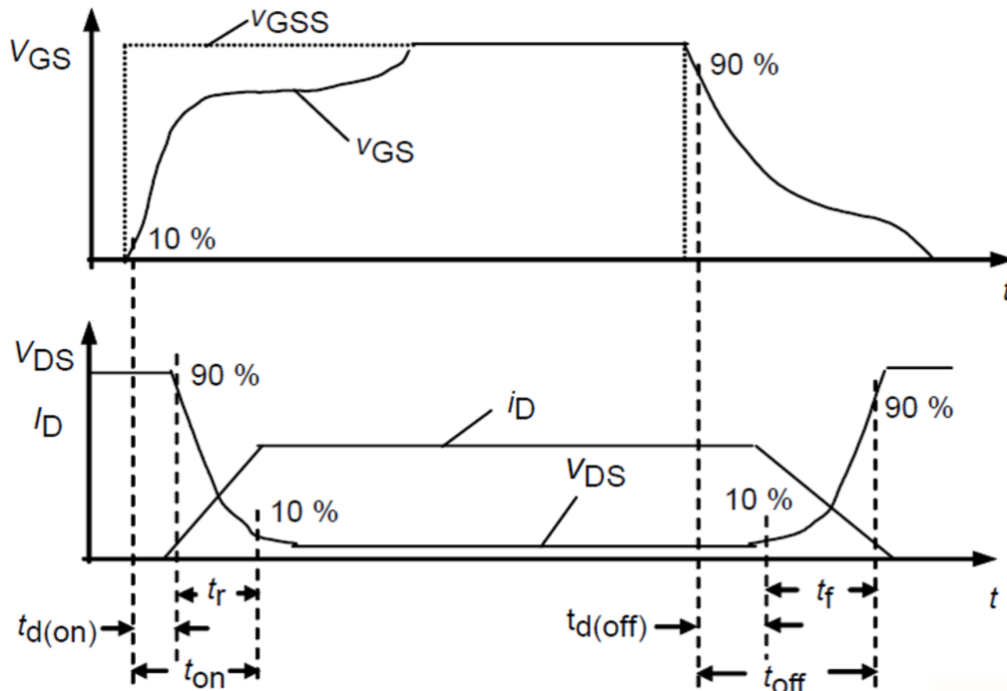 VGSS
VGS
90 %
vGS
10 %
t
VDS
90 %
ID
iD
90 %
VDS
10 %
10 %
tr
tf
t
td(on)
td(off)
ton
toff